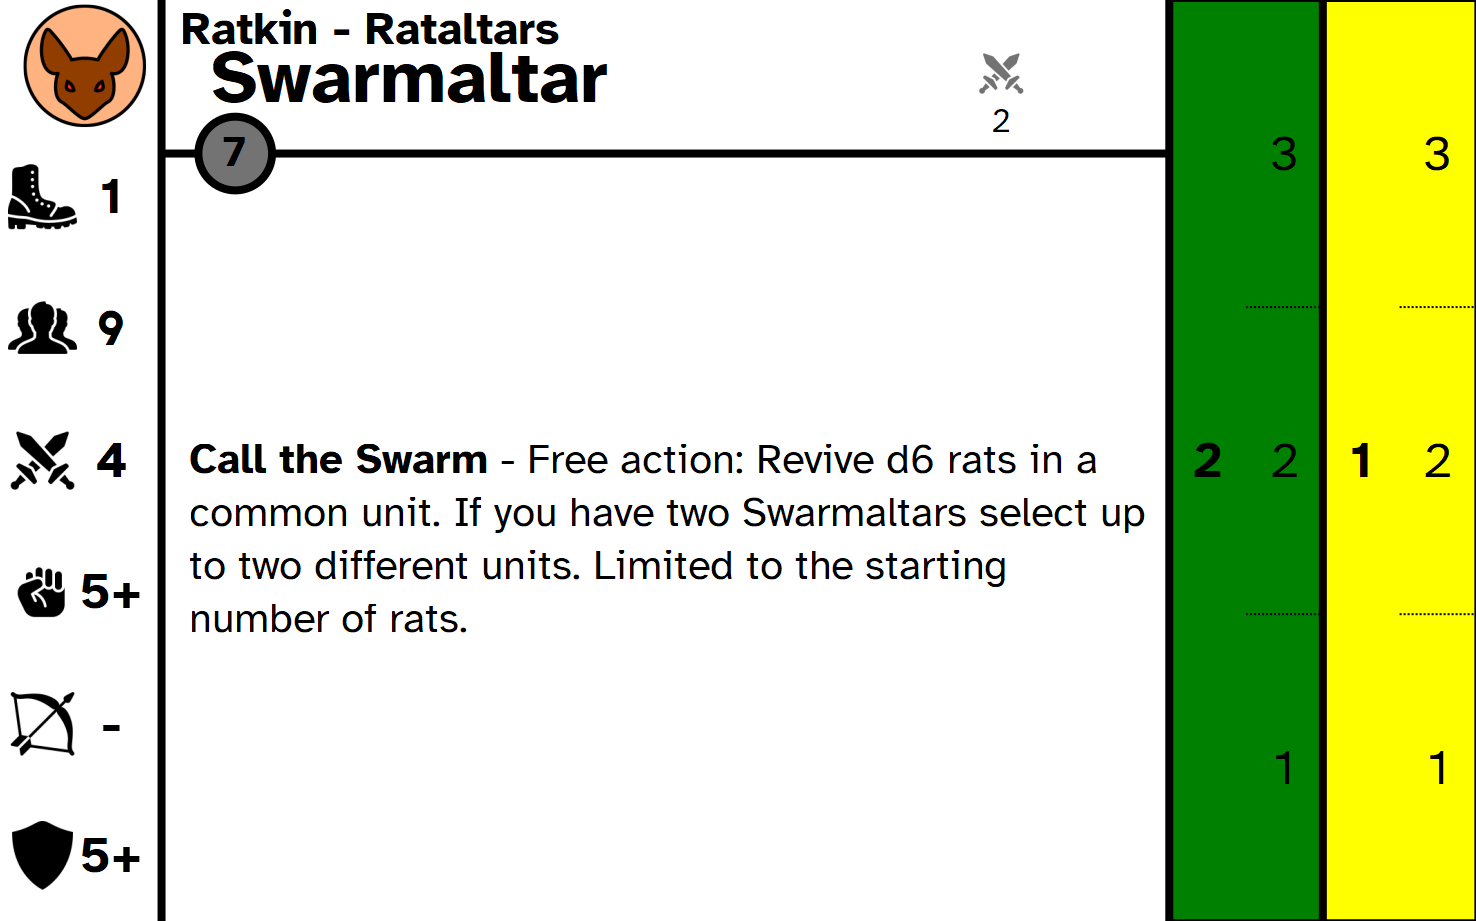 Ratkin - Rataltars
Swarmaltar
2
7
1
9
4
5+
-
5+
Call the Swarm - Free action: Revive d6 rats in a
common unit. If you have two Swarmaltars select up
to two different units. Limited to the starting
number of rats.
3
2 2
1
3
1 2
1